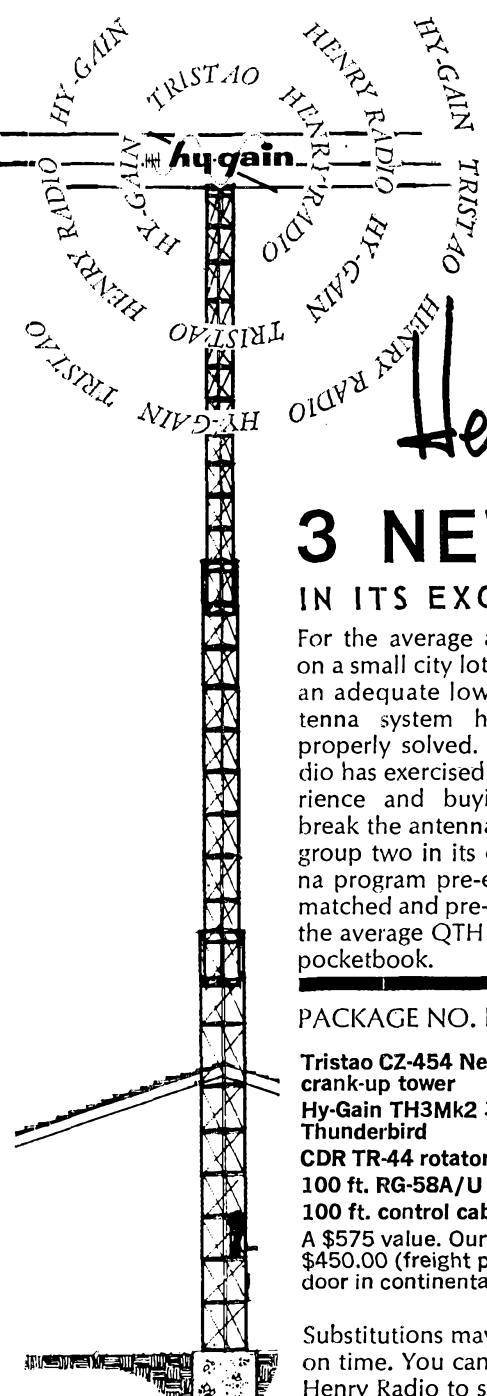 HY-GAIN
TRISTAO
HENRY RADIO
HY-GAIN
HENRY RADIO
TRISTAO
HY-GAIN
hy-gain
HENRY RADIO
HY-GAIN
TRISTAO
HENRY RADIO
TRISTAO
HY-GAIN
He
3 NE
IN ITS EXC
For the average a
on a small city lot
an adequate low
tenna system h
properly solved.
dio has exercised
rience and buyi
break the antenna
group two in its
na program pre-e
matched and pre-
the average QTH
pocketbook.
PACKAGE NO.
Tristao CZ-454 Ne
crank-up tower
Hy-Gain TH3Mk2
Thunderbird
CDR TR-44 rotator
100 ft. RG-58A/U
100 ft. control cab
A $575 value. Our
$450.00 (freight p
door in continenta
Substitutions may
on time. You can
Henry Radio to s